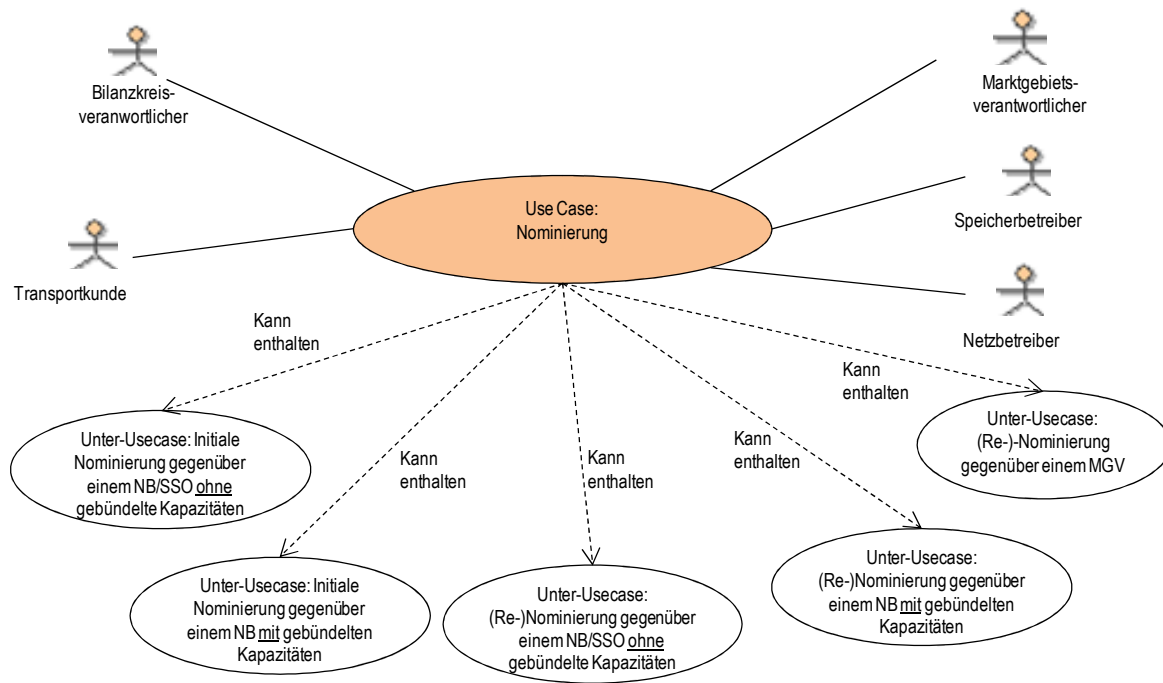 Bilanzkreis-
veranwortlicher
Marktgebiets-
verantwortlicher
Use Case:
Nominierung
Speicherbetreiber
Transportkunde
Netzbetreiber
Kann
enthalten
Kann
enthalten
Kann
enthalten
Kann
enthalten
Kann
enthalten
Unter-Usecase: Initiale
Nominierung gegenüber
einem NB/SSO ohne
gebündelte Kapazitäten
Unter-Usecase: Initiale
Nominierung gegenüber
einem NB mit gebündelten
Kapazitäten
Unter-Usecase:
(Re-)Nominierung gegenüber
einem NB/SSO ohne
gebündelte Kapazitäten
Unter-Usecase:
(Re-)Nominierung gegenüber
einem NB mit gebündelten
Kapazitäten
Unter-Usecase:
(Re-)-Nominierung
gegenüber einem MGV